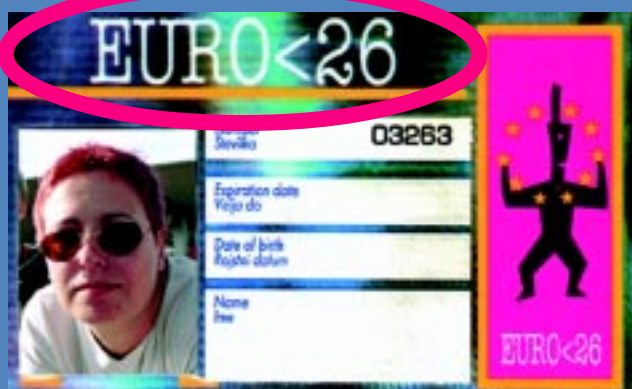 EURO<26
Številka
03263
Expiration date
Velja do
Date of birth
Rojstni datum
Name
Ime
EURO<26